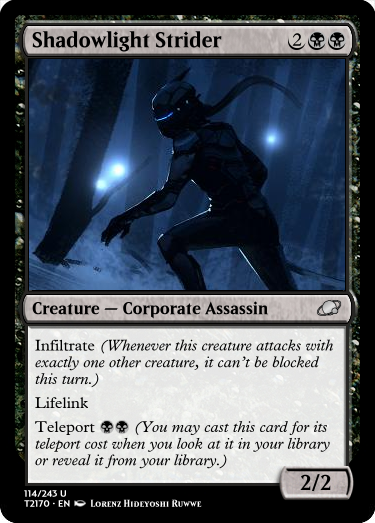 Shadowlight Strider 2
Creature — Corporate Assassin
Infiltrate (Whenever this creature attacks with
exactly one other creature, it can't be blocked
this turn.)
Lifelink
Teleport (You may cast this card for its
teleport cost when you look at it in your library
or reveal it from your library.)
2/2
114/243 U
T2170 · EN Lorenz Hideyoshi Ruwwe